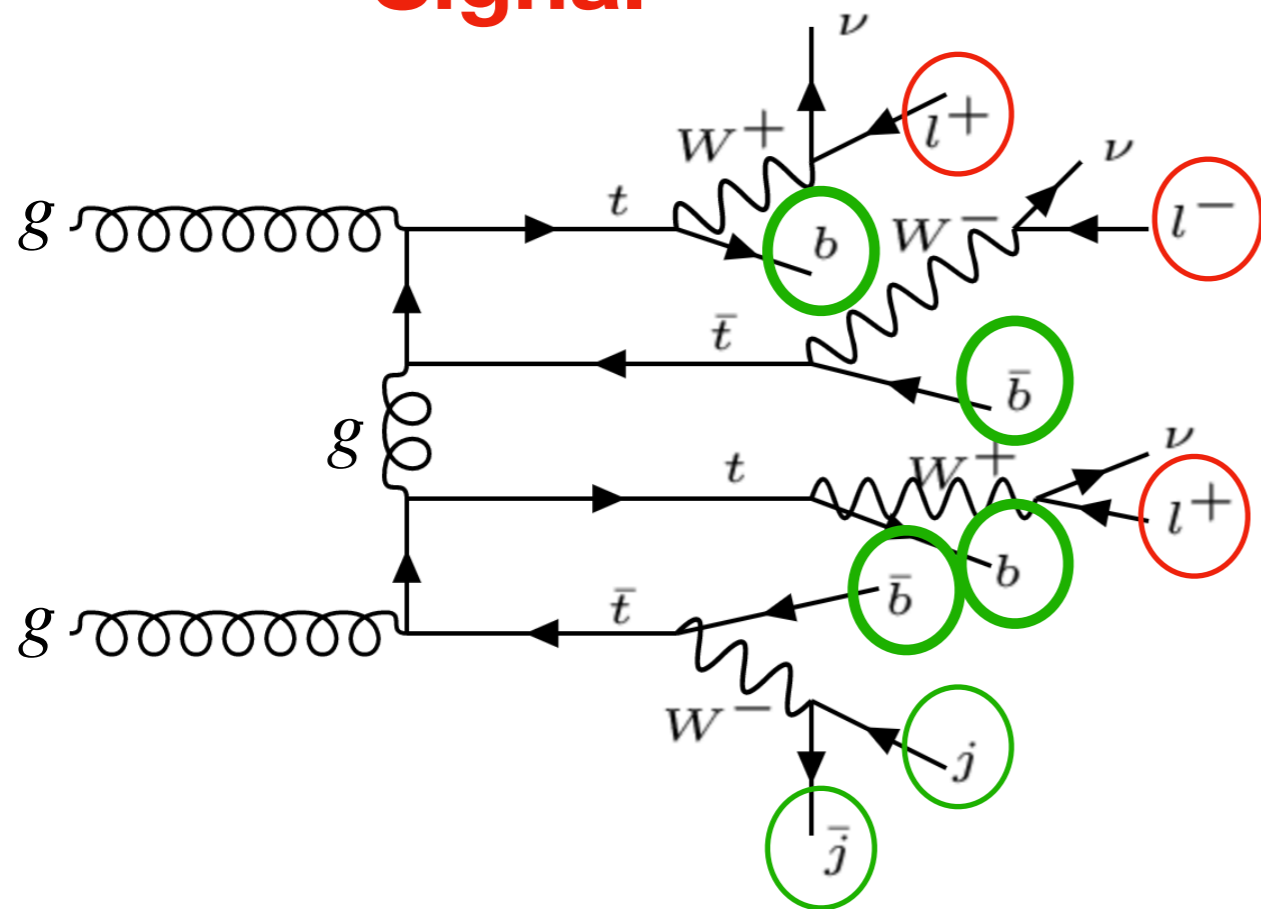 Signal
ν
W⁺ l⁺
ν
g t b W⁻ l⁻
t̄
b̄
g
ν
t W⁺ l⁺
b̄ b
g t̄
W⁻ j
j̄